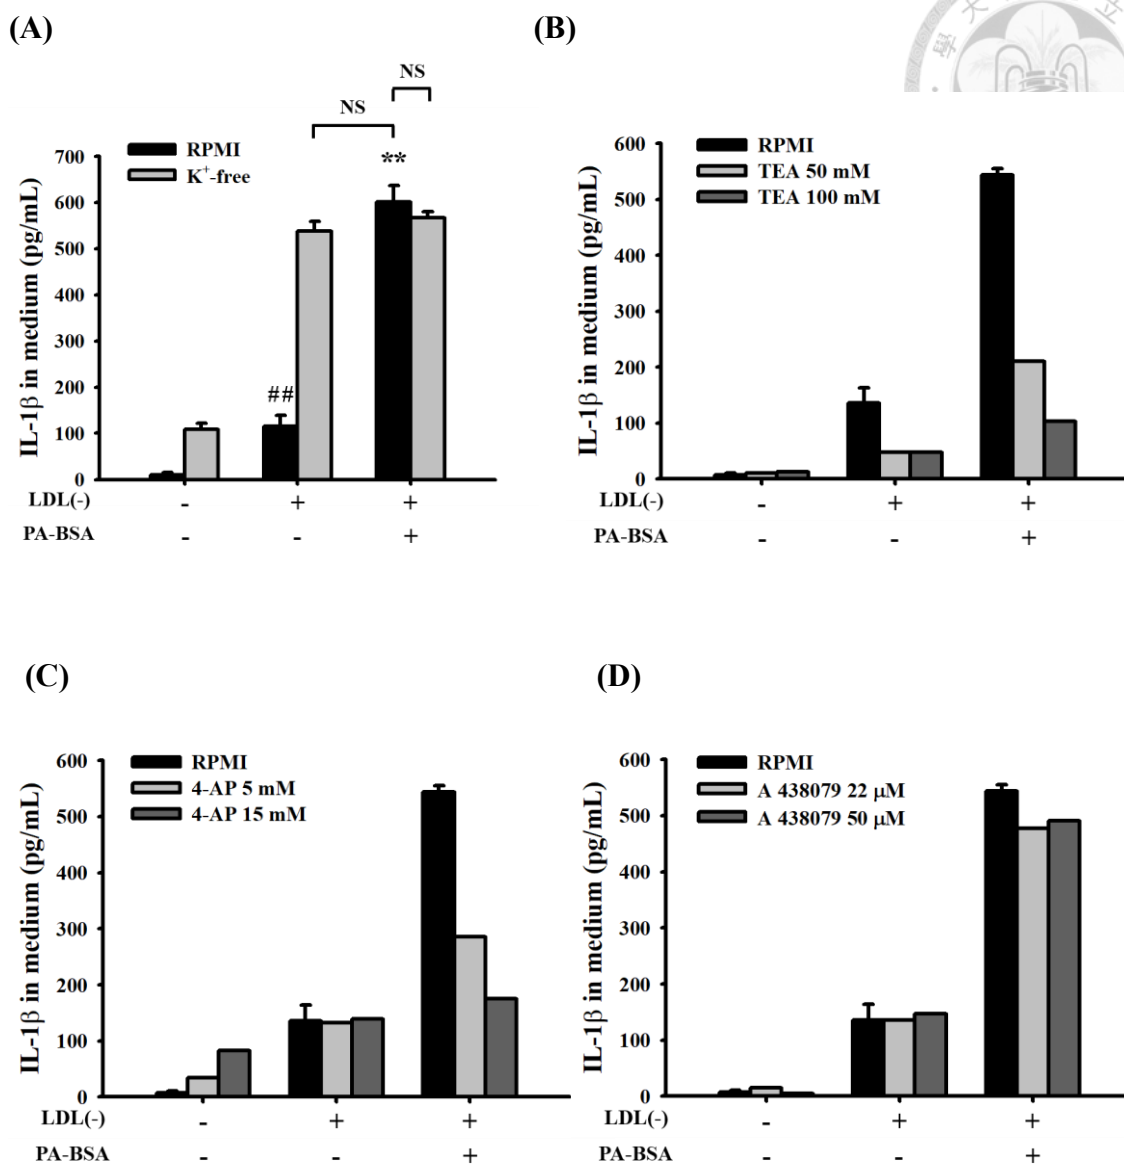 (A)
NS
NS
**
##
RPMI
K⁺-free
IL-1β in medium (pg/mL)
700
600
500
400
300
200
100
0
LDL(-) - + +
PA-BSA - - +
(B)
學 大 立
RPMI
TEA 50 mM
TEA 100 mM
IL-1β in medium (pg/mL)
600
500
400
300
200
100
0
LDL(-) - + +
PA-BSA - - +
(C)
RPMI
4-AP 5 mM
4-AP 15 mM
IL-1β in medium (pg/mL)
600
500
400
300
200
100
0
LDL(-) - + +
PA-BSA - - +
(D)
RPMI
A 438079 22 μM
A 438079 50 μM
IL-1β in medium (pg/mL)
600
500
400
300
200
100
0
LDL(-) - + +
PA-BSA - - +